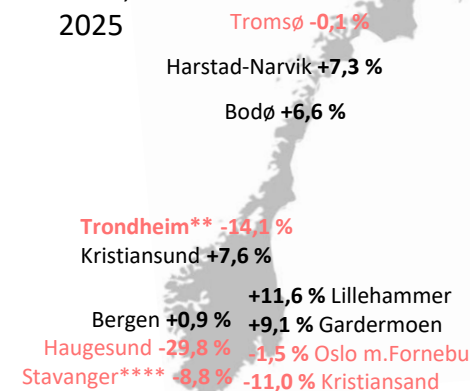 2025
Tromsø -0,1 %
Harstad-Narvik +7,3 %
Bodø +6,6 %
Trondheim** -14,1 %
Kristiansund +7,6 %
+11,6 % Lillehammer
Bergen +0,9 % +9,1 % Gardermoen
Haugesund -29,8 % -1,5 % Oslo m.Fornebu
Stavanger**** -8,8 % -11,0 % Kristiansand